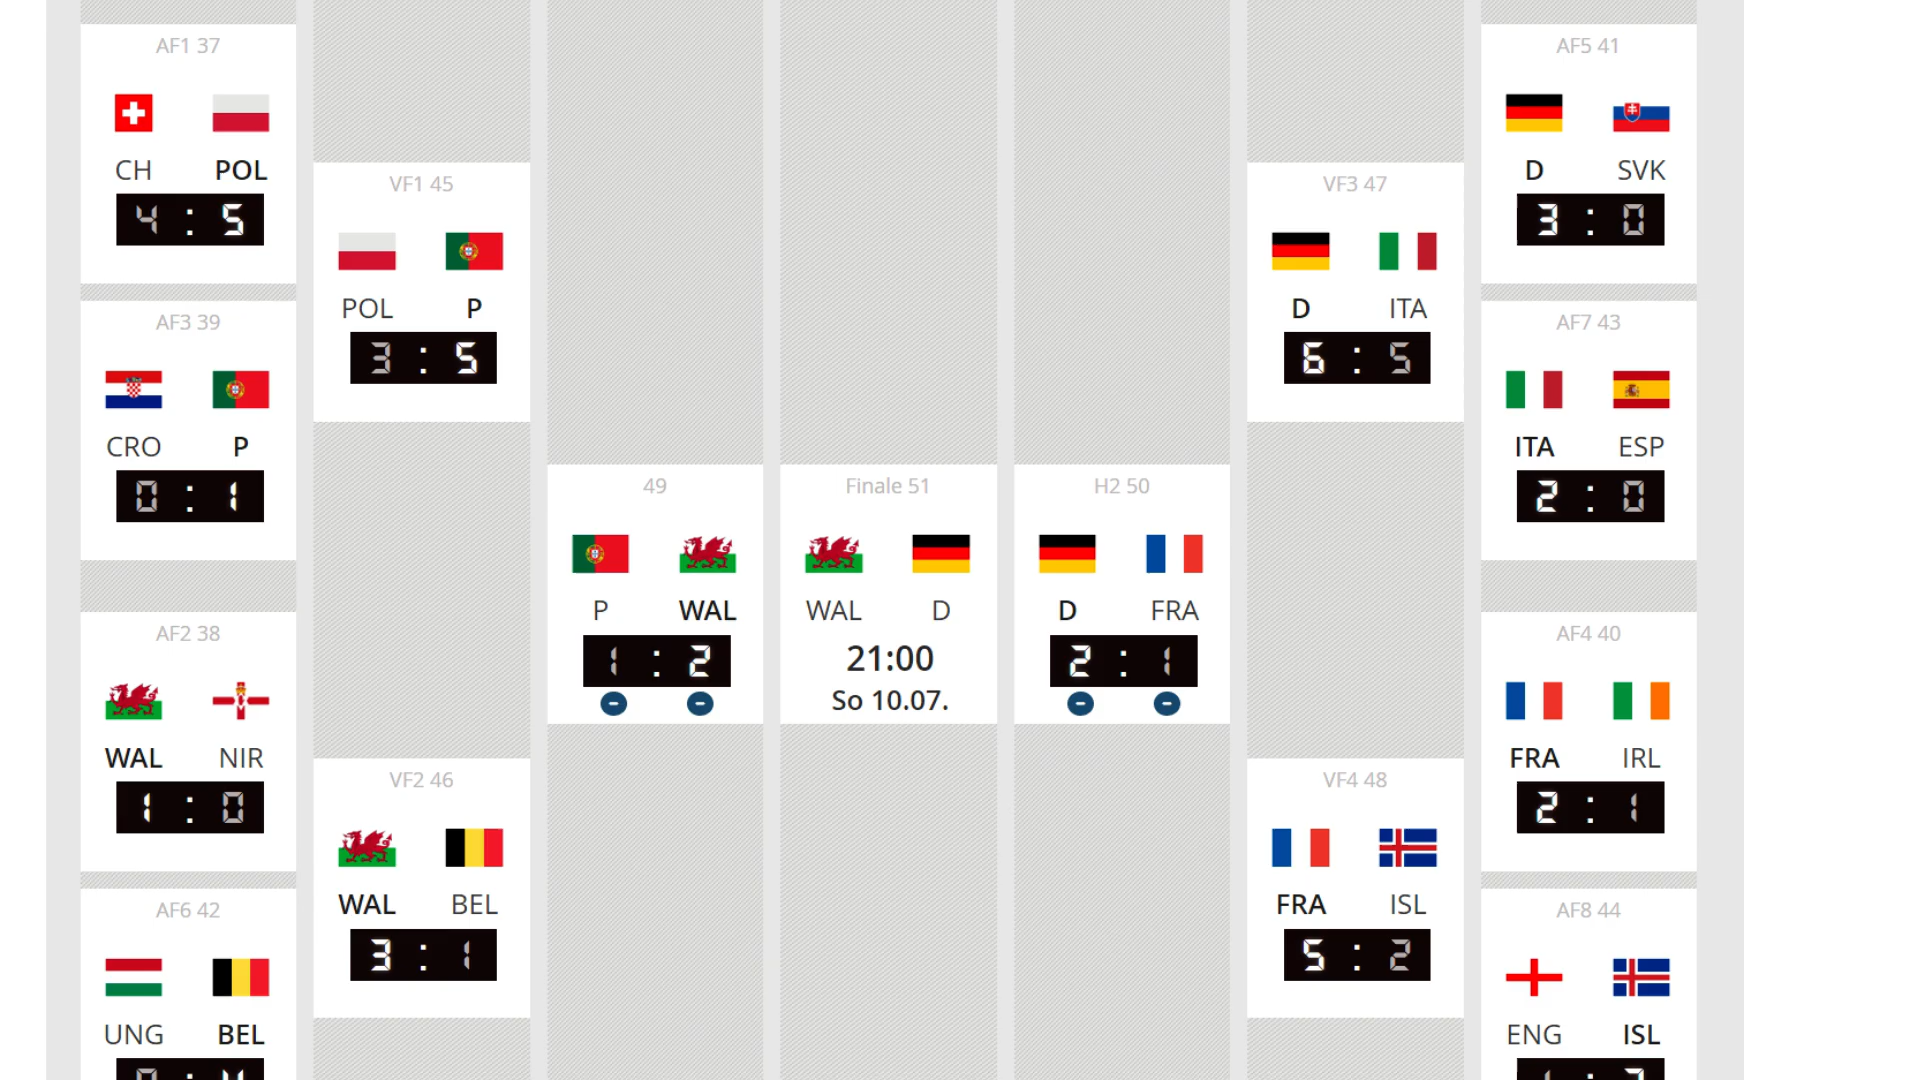 AF1 37
CH POL
4 : 5
AF3 39
CRO P
0 : 1
AF2 38
WAL NIR
1 : 0
AF6 42
UNG BEL
VF1 45
POL P
3 : 5
VF2 46
WAL BEL
3 : 1
49
P WAL
1 : 2
Finale 51
WAL D
21:00
So 10.07.
H2 50
D FRA
2 : 1
VF3 47
D ITA
6 : 5
VF4 48
FRA ISL
5 : 2
AF5 41
D SVK
3 : 0
AF7 43
ITA ESP
2 : 0
AF4 40
FRA IRL
2 : 1
AF8 44
ENG ISL